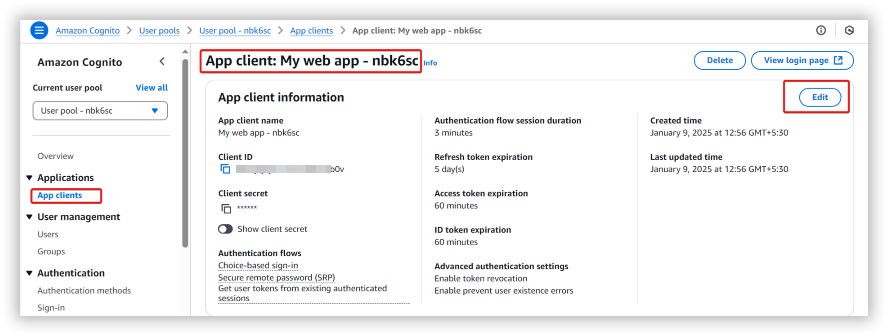 Amazon Cognito > User pools > User pool - nbk6sc > App clients > App client: My web app - nbk6sc
Amazon Cognito
Current user pool View all
User pool - nbk6sc
Overview
Applications
App clients
User management
Users
Groups
Authentication
Authentication methods
Sign-in
App client: My web app - nbk6sc Info
Delete
View login page
App client information
Edit
App client name
My web app - nbk6sc
Client ID
b0v
Client secret
******
Show client secret
Authentication flows
Choice-based sign-in
Secure remote password (SRP)
Get user tokens from existing authenticated
sessions
Authentication flow session duration
3 minutes
Refresh token expiration
5 day(s)
Access token expiration
60 minutes
ID token expiration
60 minutes
Advanced authentication settings
Enable token revocation
Enable prevent user existence errors
Created time
January 9, 2025 at 12:56 GMT+5:30
Last updated time
January 9, 2025 at 12:56 GMT+5:30